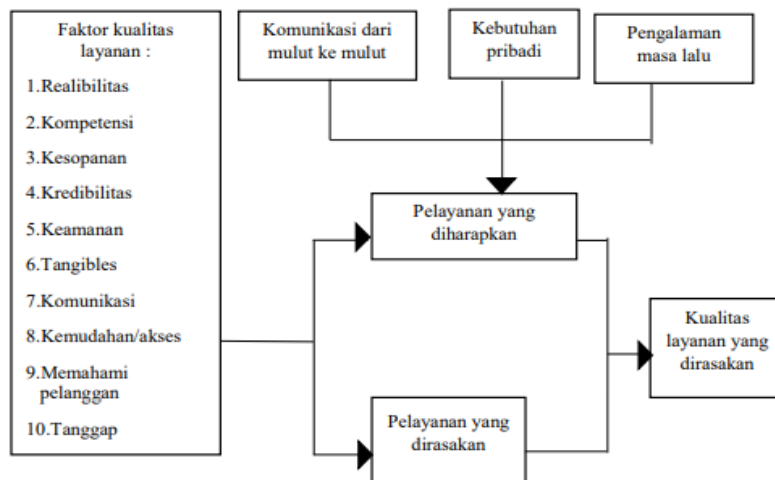 Faktor kualitas
layanan :
1.Realibilitas
2.Kompetensi
3.Kesopanan
4.Kredibilitas
5.Keamanan
6.Tangibles
7.Komunikasi
8.Kemudahan/akses
9.Memahami
pelanggan
10.Tanggap
Komunikasi dari
mulut ke mulut
Kebutuhan
pribadi
Pengalaman
masa lalu
Pelayanan yang
diharapkan
Pelayanan yang
dirasakan
Kualitas
layanan yang
dirasakan